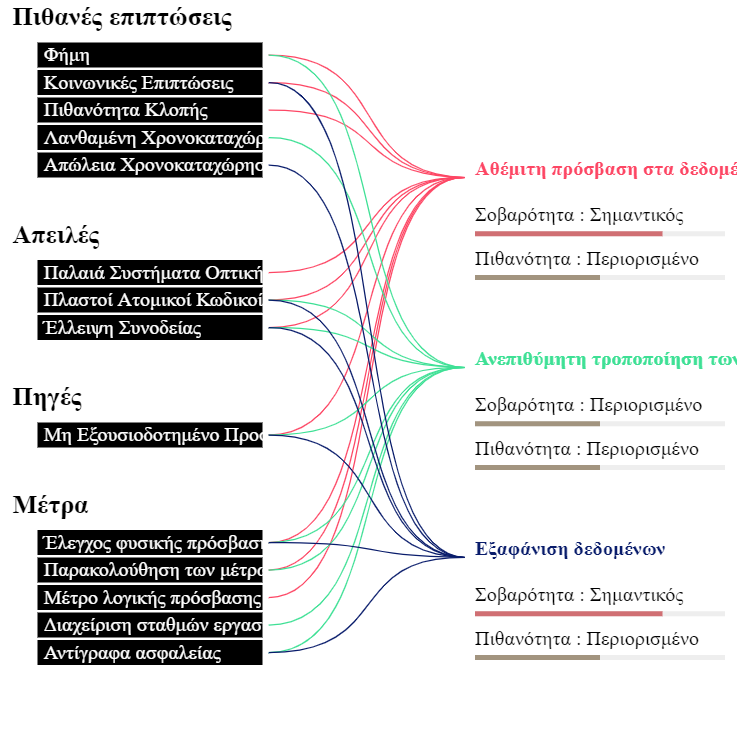 Πιθανές επιπτώσεις
Φήμη
Κοινωνικές Επιπτώσεις
Πιθανότητα Κλοπής
Λανθαμένη Χρονοκαταχώρ
Απώλεια Χρονοκαταχώρησ
Απειλές
Παλαιά Συστήματα Οπτική
Πλαστοί Ατομικοί Κωδικοί
Έλλειψη Συνοδείας
Πηγές
Μη Εξουσιοδοτημένο Προσ
Μέτρα
Έλεγχος φυσικής πρόσβαση
Παρακολούθηση των μέτρα
Μέτρο λογικής πρόσβασης
Διαχείριση σταθμών εργασ
Αντίγραφα ασφαλείας
Αθέμιτη πρόσβαση στα δεδομέ
Σοβαρότητα : Σημαντικός
Πιθανότητα : Περιορισμένο
Ανεπιθύμητη τροποποίηση των
Σοβαρότητα : Περιορισμένο
Πιθανότητα : Περιορισμένο
Εξαφάνιση δεδομένων
Σοβαρότητα : Σημαντικός
Πιθανότητα : Περιορισμένο